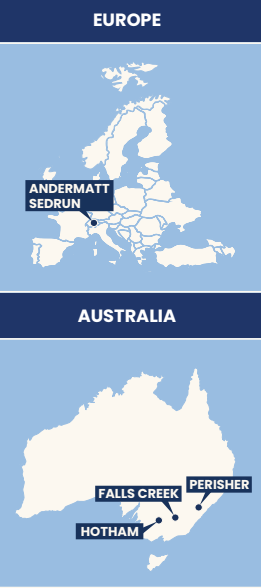 EUROPE
ANDERMATT
SEDRUN
AUSTRALIA
PERISHER
FALLS CREEK
HOTHAM